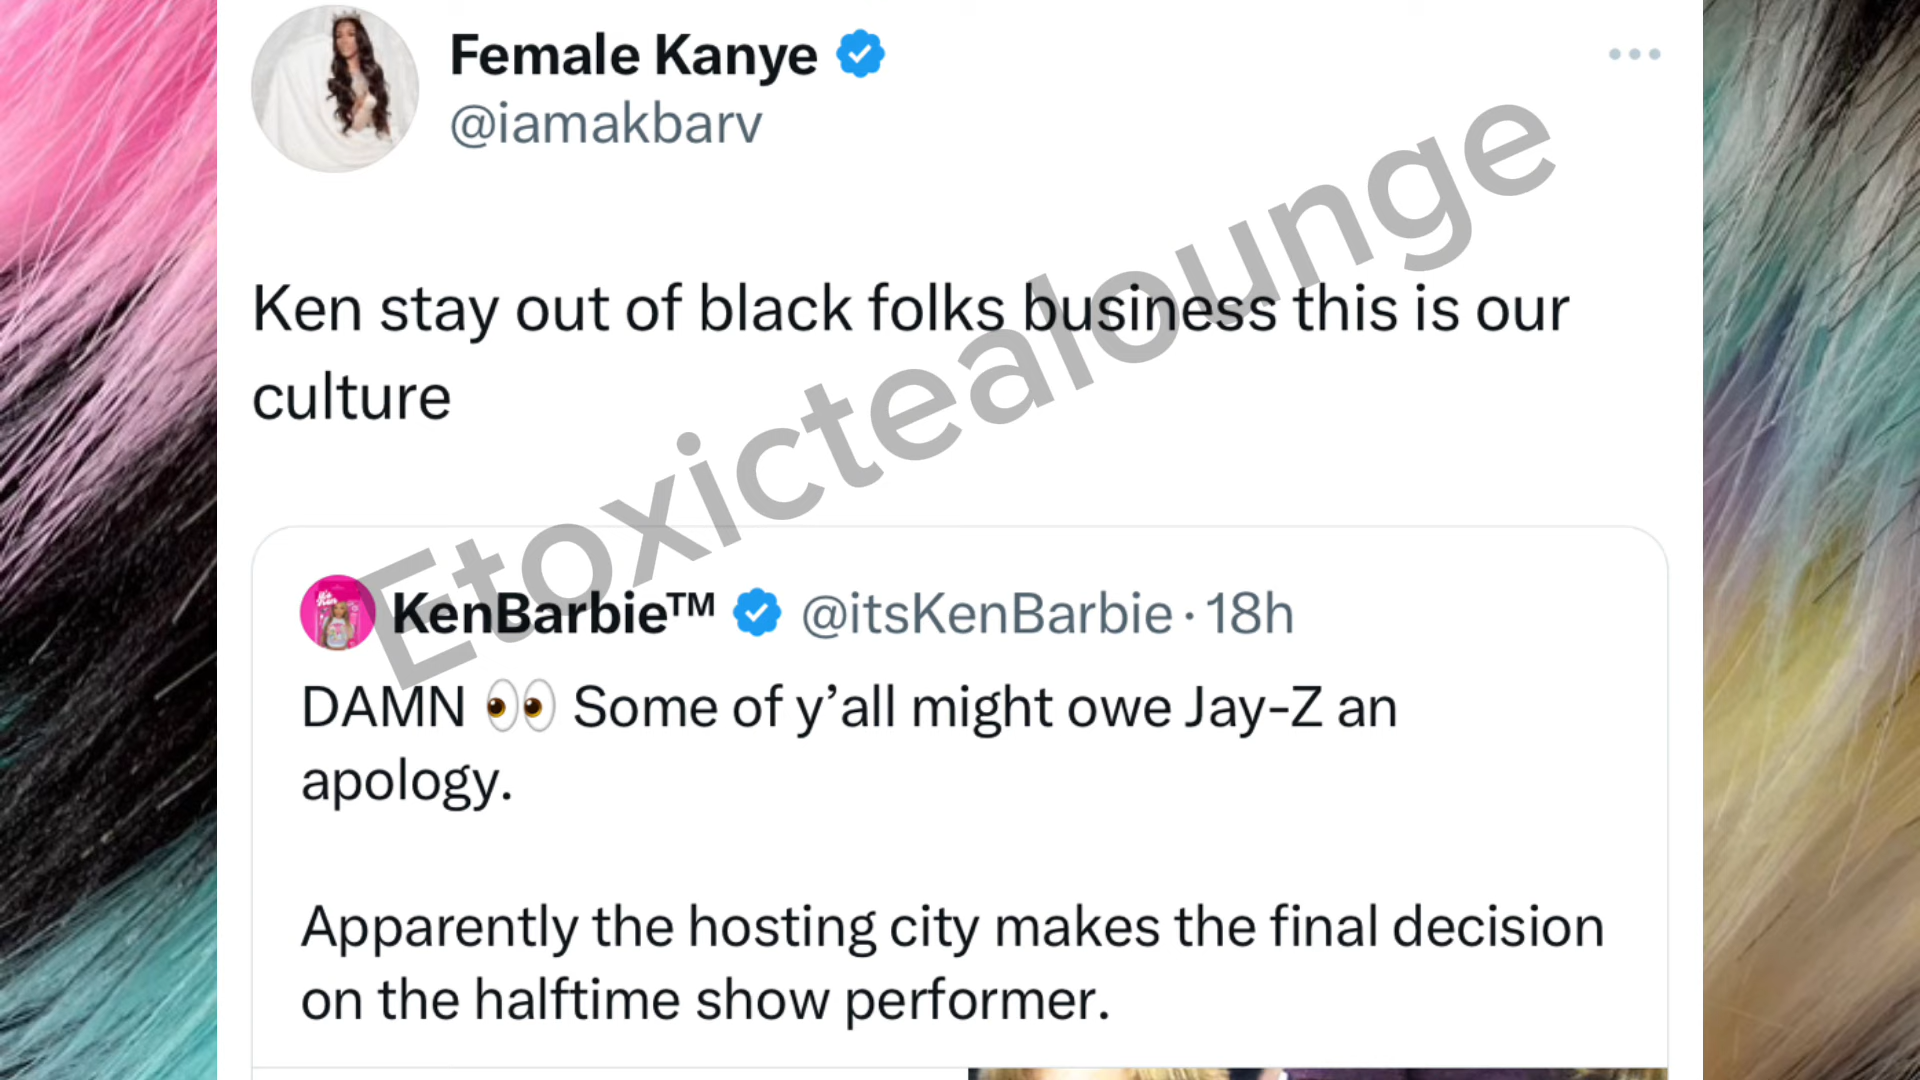 Female Kanye
@iamakbarv
Ken stay out of black folks business this is our
culture
Etoxictealounge
KenBarbie™ @itsKenBarbie · 18h
DAMN 👀 Some of y’all might owe Jay-Z an
apology.
Apparently the hosting city makes the final decision
on the halftime show performer.